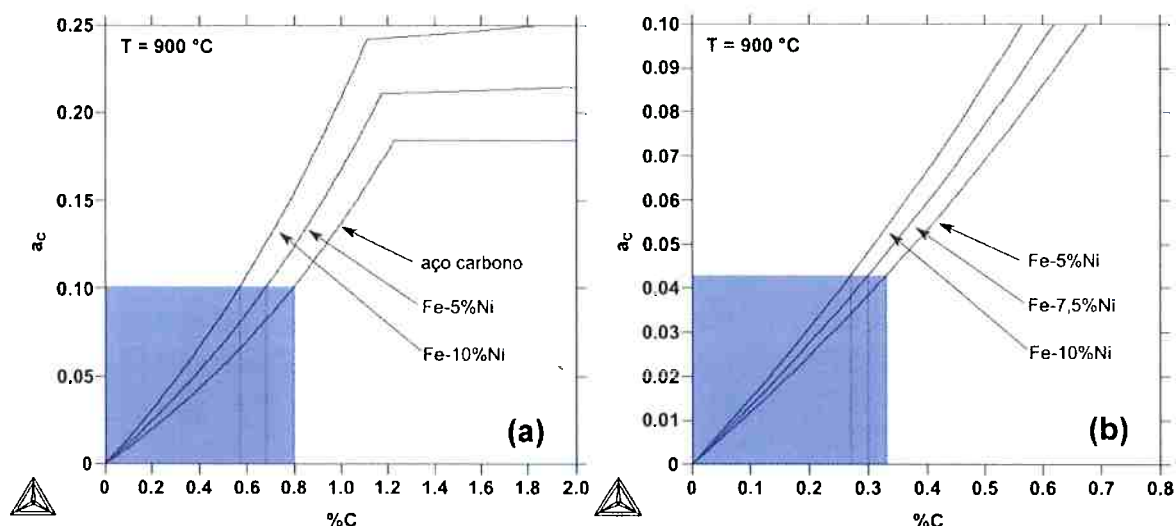 T = 900 °C
0.25
0.20
0.15
0.10
0.05
0
a_C
aço carbono
Fe-5%Ni
Fe-10%Ni
(a)
0 0.2 0.4 0.6 0.8 1.0 1.2 1.4 1.6 1.8 2.0
%C
T = 900 °C
0.10
0.09
0.08
0.07
0.06
0.05
0.04
0.03
0.02
0.01
0
a_C
Fe-5%Ni
Fe-7,5%Ni
Fe-10%Ni
(b)
0 0.1 0.2 0.3 0.4 0.5 0.6 0.7 0.8
%C